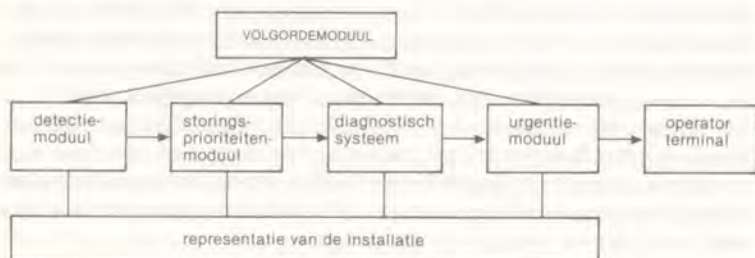 VOLGORDEMODUUL
detectie-
moduul
storings-
prioriteiten-
moduul
diagnostisch
systeem
urgentie-
moduul
operator
terminal
representatie van de installatie